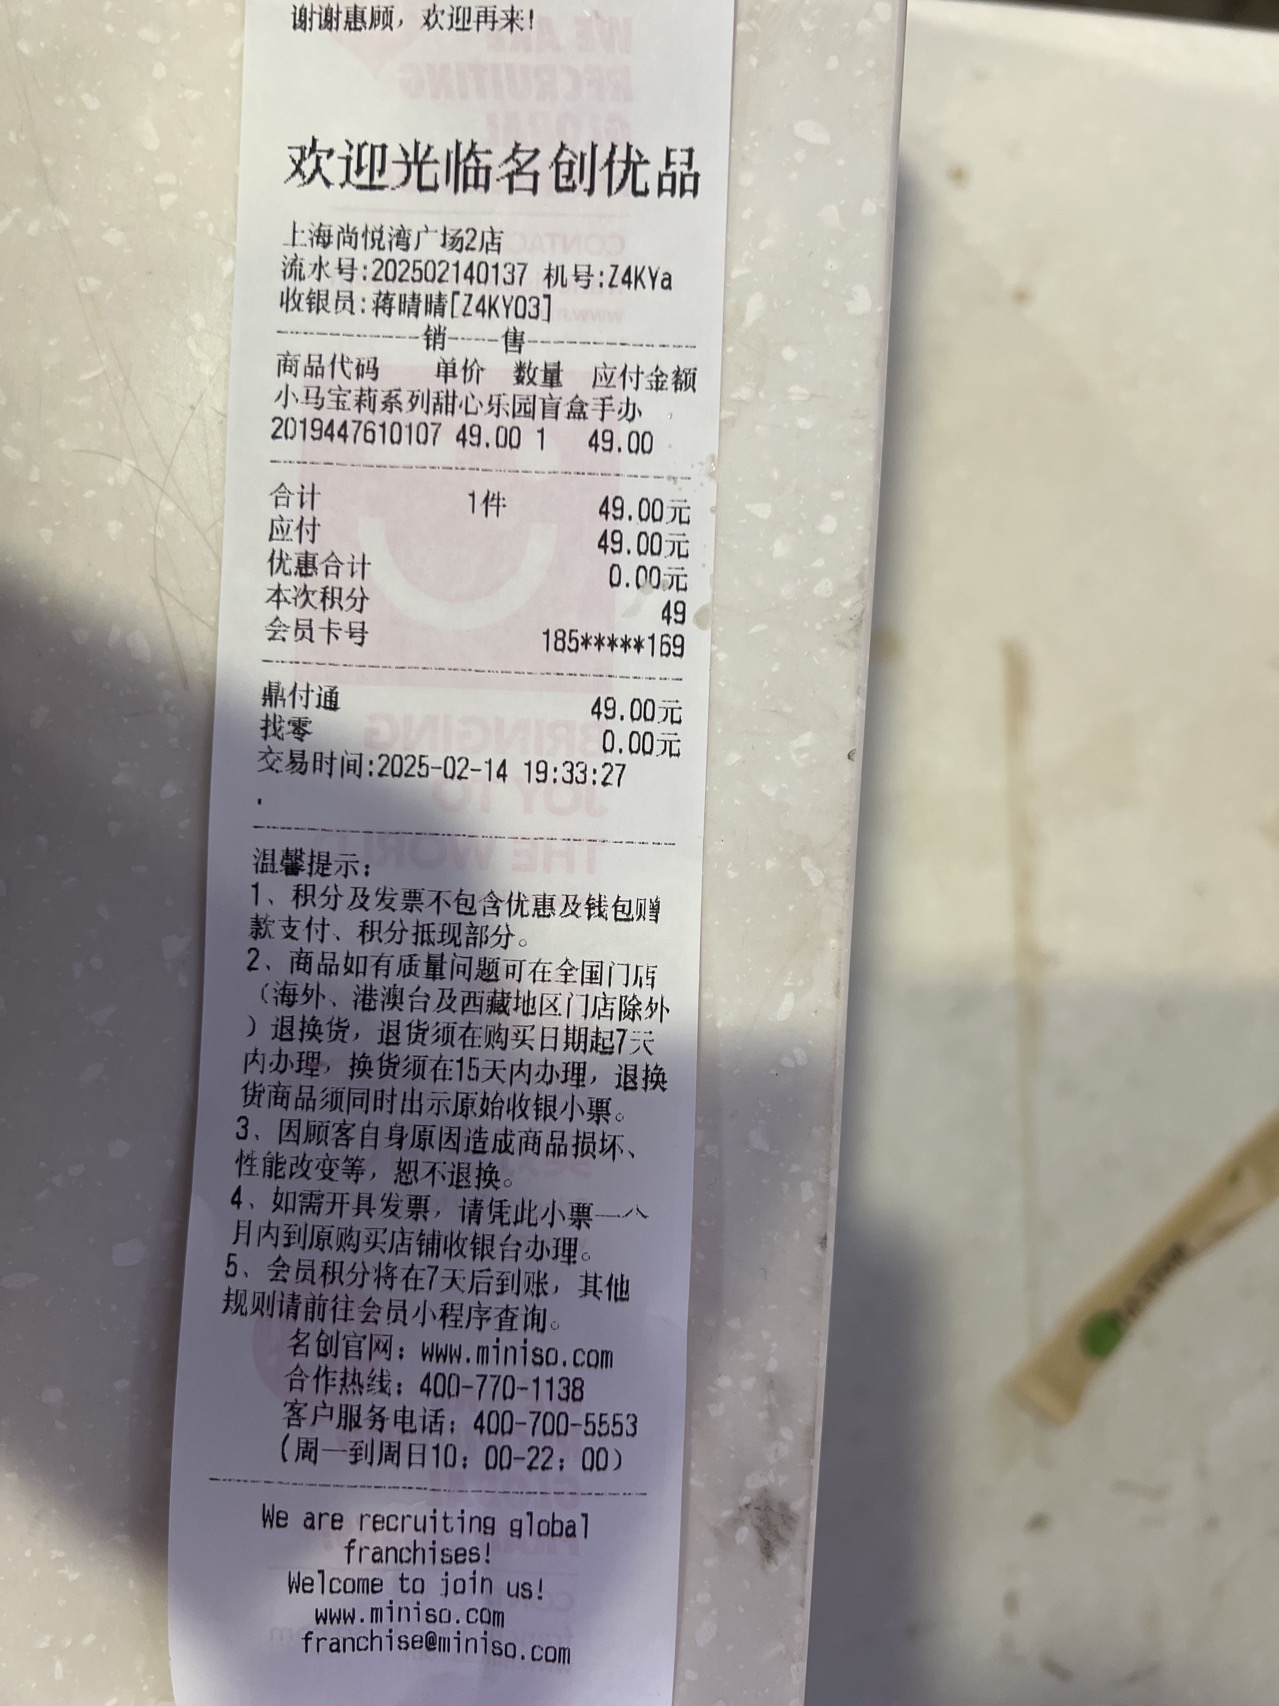 谢谢惠顾，欢迎再来！
欢迎光临名创优品
上海尚悦湾广场2店
流水号:202502140137 机号:Z4KYa
收银员:蒋晴晴[Z4KY03]
销----售
商品代码 单价 数量 应付金额
小马宝莉系列甜心乐园盲盒手办
2019447610107 49.00 1 49.00
合计 1件 49.00元
应付 49.00元
优惠合计 0.00元
本次积分 49
会员卡号 185*****169
鼎付通 49.00元
找零 0.00元
交易时间:2025-02-14 19:33:27
.
温馨提示：
1、积分及发票不包含优惠及钱包赠
款支付、积分抵现部分。
2、商品如有质量问题可在全国门店
（海外、港澳台及西藏地区门店除外
）退换货，退货须在购买日期起7天
内办理，换货须在15天内办理，退换
货商品须同时出示原始收银小票。
3、因顾客自身原因造成商品损坏、
性能改变等，恕不退换。
4、如需开具发票，请凭此小票一个
月内到原购买店铺收银台办理。
5、会员积分将在7天后到账，其他
规则请前往会员小程序查询。
名创官网：www.miniso.com
合作热线：400-770-1138
客户服务电话：400-700-5553
（周一到周日10：00-22：00）
We are recruiting global
franchises!
Welcome to join us!
www.miniso.com
franchise@miniso.com